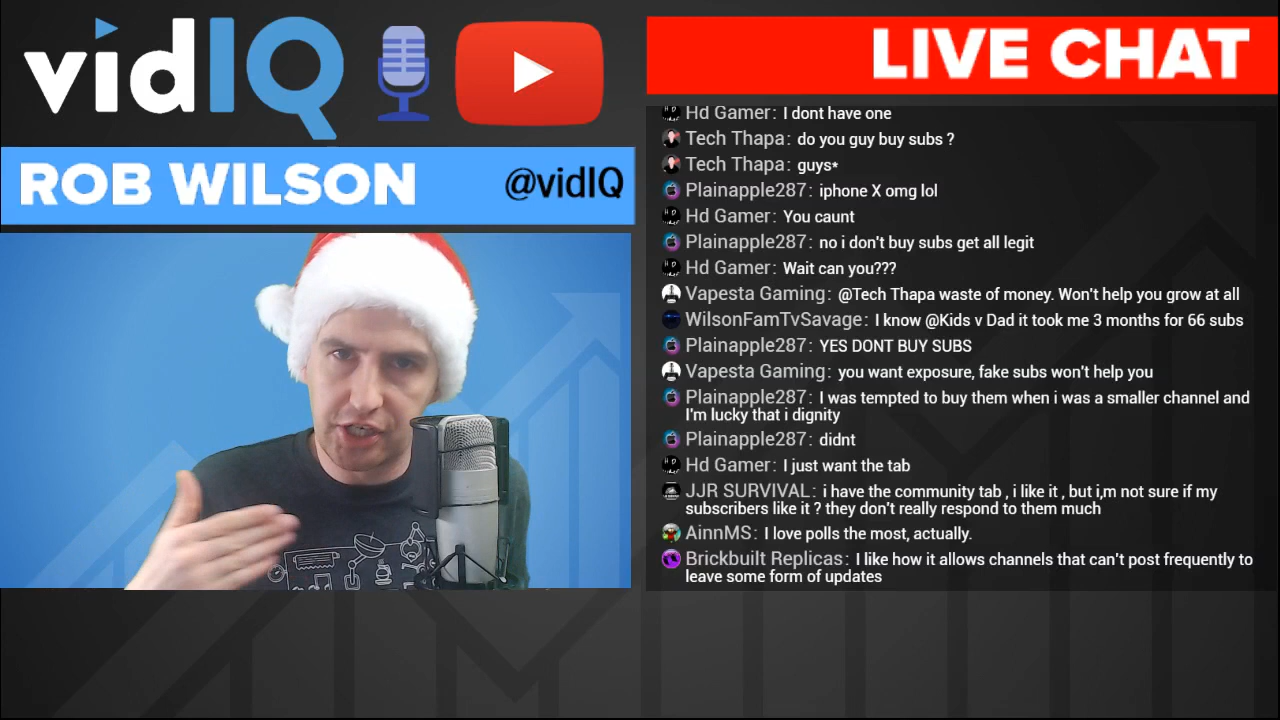 vidIQ
ROB WILSON
@vidIQ
LIVE CHAT
Hd Gamer: I dont have one
Tech Thapa: do you guy buy subs ?
Tech Thapa: guys*
Plainapple287: iphone X omg lol
Hd Gamer: You caunt
Plainapple287: no i don't buy subs get all legit
Hd Gamer: Wait can you???
Vapesta Gaming: @Tech Thapa waste of money. Won't help you grow at all
WilsonFamTvSavage: I know @Kids v Dad it took me 3 months for 66 subs
Plainapple287: YES DONT BUY SUBS
Vapesta Gaming: you want exposure, fake subs won't help you
Plainapple287: I was tempted to buy them when i was a smaller channel and
I'm lucky that i dignity
Plainapple287: didnt
Hd Gamer: I just want the tab
JJR SURVIVAL: i have the community tab , i like it , but i,m not sure if my
subscribers like it ? they don't really respond to them much
AinnMS: I love polls the most, actually.
Brickbuilt Replicas: I like how it allows channels that can't post frequently to
leave some form of updates